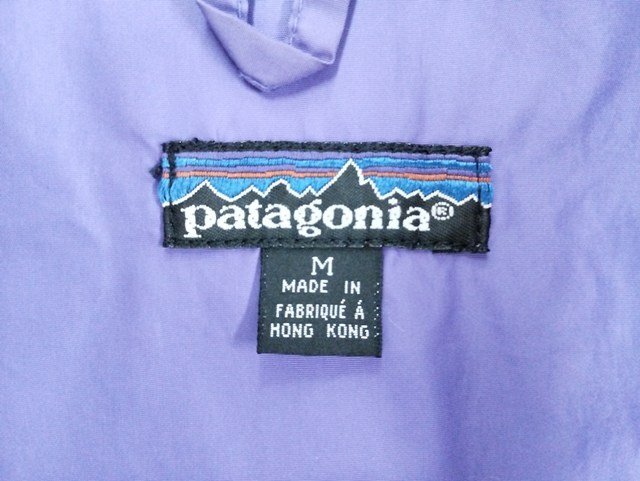 patagonia®
M
MADE IN
FABRIQUÉ Á
HONG KONG